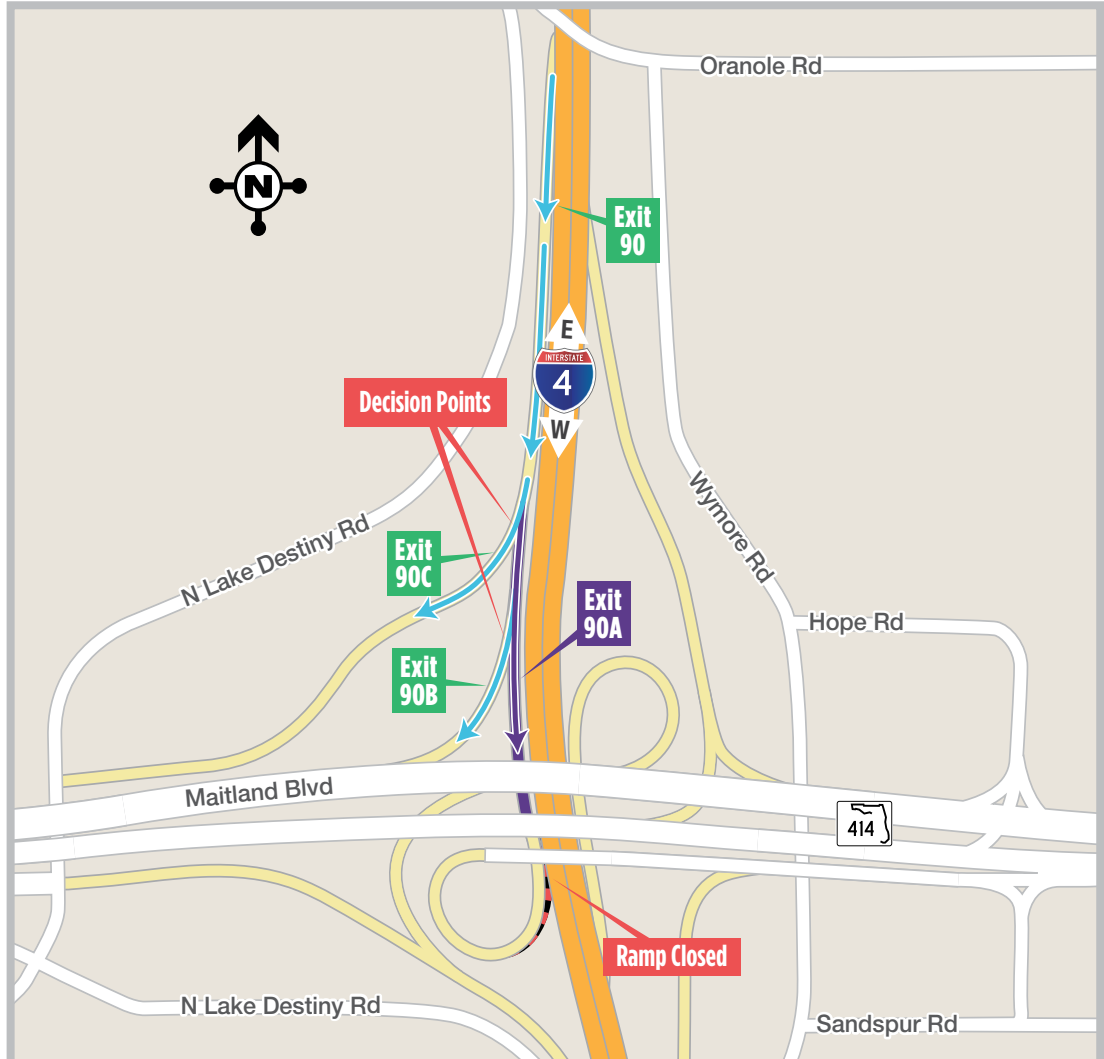 Oranole Rd
N
Exit
90
E
INTERSTATE
4
W
Decision Points
Wymore Rd
N Lake Destiny Rd
Exit
90C
Exit
90A
Hope Rd
Exit
90B
Maitland Blvd
414
Ramp Closed
N Lake Destiny Rd
Sandspur Rd